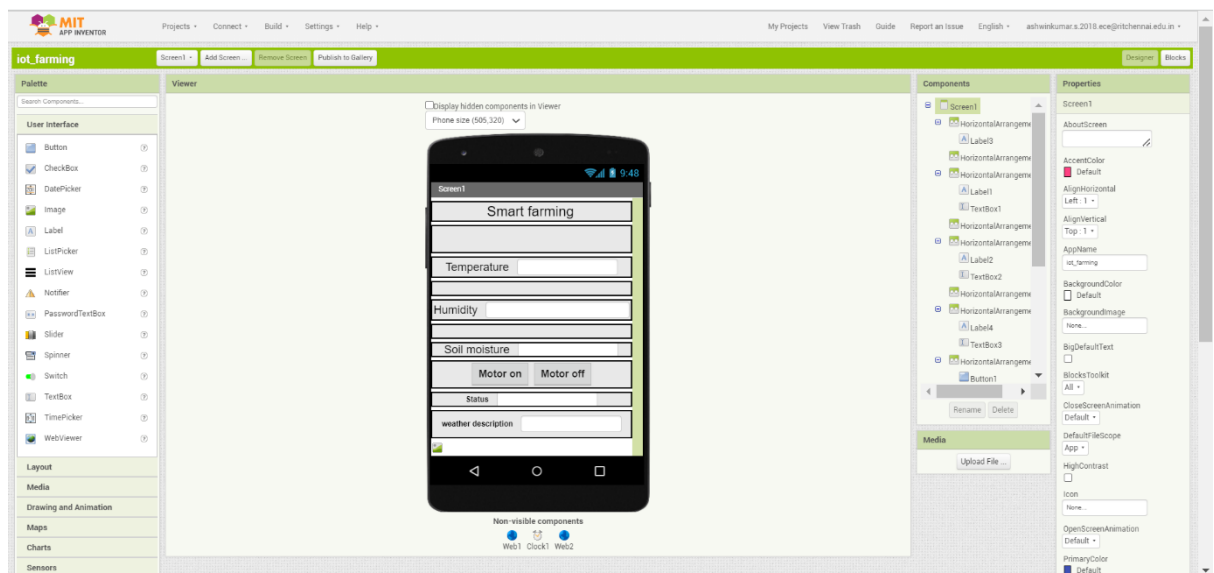 MIT
APP INVENTOR
Projects Connect Build Settings Help My Projects View Trash Guide Report an Issue English ashwinkumar.s.2018.ece@ritchennai.edu.in
iot_farming Screen1 Add Screen ... Remove Screen Publish to Gallery Designer Blocks
Palette
Search Components...
User Interface
Button
CheckBox
DatePicker
Image
Label
ListPicker
ListView
Notifier
PasswordTextBox
Slider
Spinner
Switch
TextBox
TimePicker
WebViewer
Layout
Media
Drawing and Animation
Maps
Charts
Sensors
Viewer
Display hidden components in Viewer
Phone size (505,320)
9:48
Screen1
Smart farming
Temperature
Humidity
Soil moisture
Motor on Motor off
Status
weather description
Non-visible components
Web1 Clock1 Web2
Components
Screen1
HorizontalArrangeme
Label3
HorizontalArrangeme
HorizontalArrangeme
Label1
TextBox1
HorizontalArrangeme
HorizontalArrangeme
Label2
TextBox2
HorizontalArrangeme
HorizontalArrangeme
Label4
TextBox3
HorizontalArrangeme
Button1
Rename Delete
Media
Upload File ...
Properties
Screen1
AboutScreen
AccentColor
Default
AlignHorizontal
Left : 1
AlignVertical
Top : 1
AppName
iot_farming
BackgroundColor
Default
BackgroundImage
None...
BigDefaultText
BlocksToolkit
All
CloseScreenAnimation
Default
DefaultFileScope
App
HighContrast
Icon
None...
OpenScreenAnimation
Default
PrimaryColor
Default